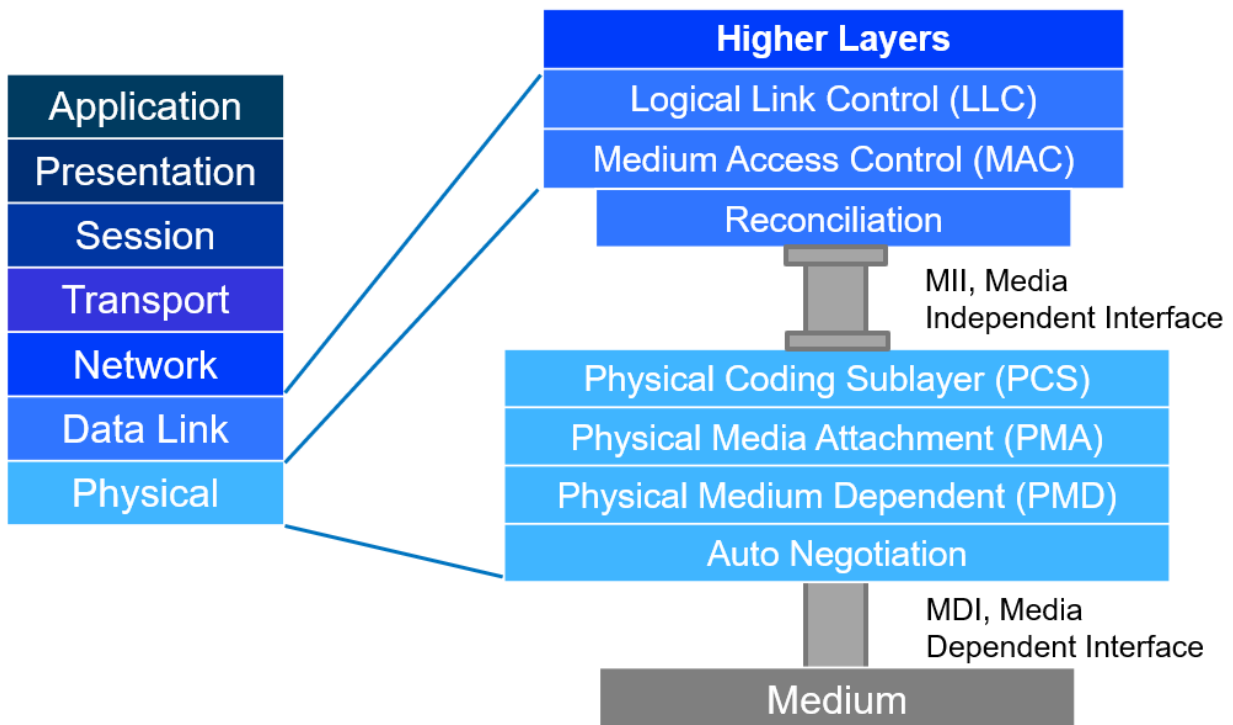 Application
Presentation
Session
Transport
Network
Data Link
Physical
Higher Layers
Logical Link Control (LLC)
Medium Access Control (MAC)
Reconciliation
MII, Media
Independent Interface
Physical Coding Sublayer (PCS)
Physical Media Attachment (PMA)
Physical Medium Dependent (PMD)
Auto Negotiation
MDI, Media
Dependent Interface
Medium